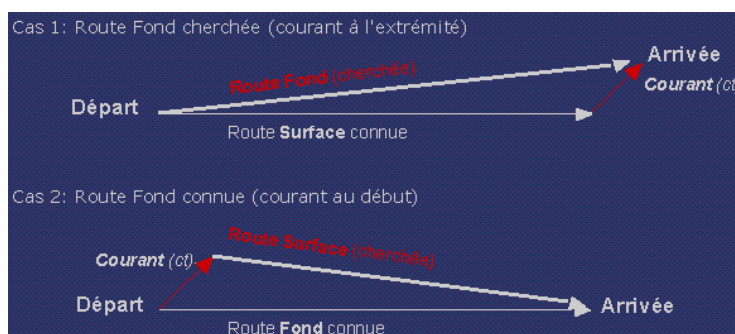 Cas 1: Route Fond cherchée (courant à l'extrémité)
Arrivée
Route Fond (cherchée)
Courant (ct)
Départ
Route Surface connue
Cas 2: Route Fond connue (courant au début)
Route Surface (cherchée)
Courant (ct)
Départ
Arrivée
Route Fond connue